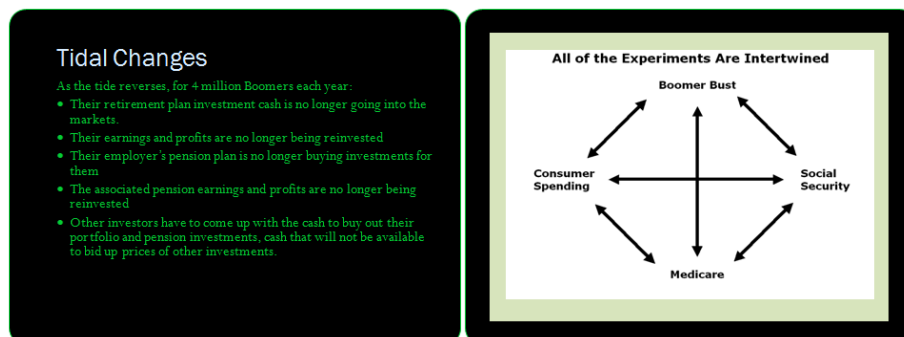 Tidal Changes
As the tide reverses, for 4 million Boomers each year:
• Their retirement plan investment cash is no longer going into the
markets.
• Their earnings and profits are no longer being reinvested
• Their employer's pension plan is no longer buying investments for
them
• The associated pension earnings and profits are no longer being
reinvested
• Other investors have to come up with the cash to buy out their
portfolio and pension investments, cash that will not be available
to bid up prices of other investments.
All of the Experiments Are Intertwined
Boomer Bust
Consumer
Spending
Social
Security
Medicare